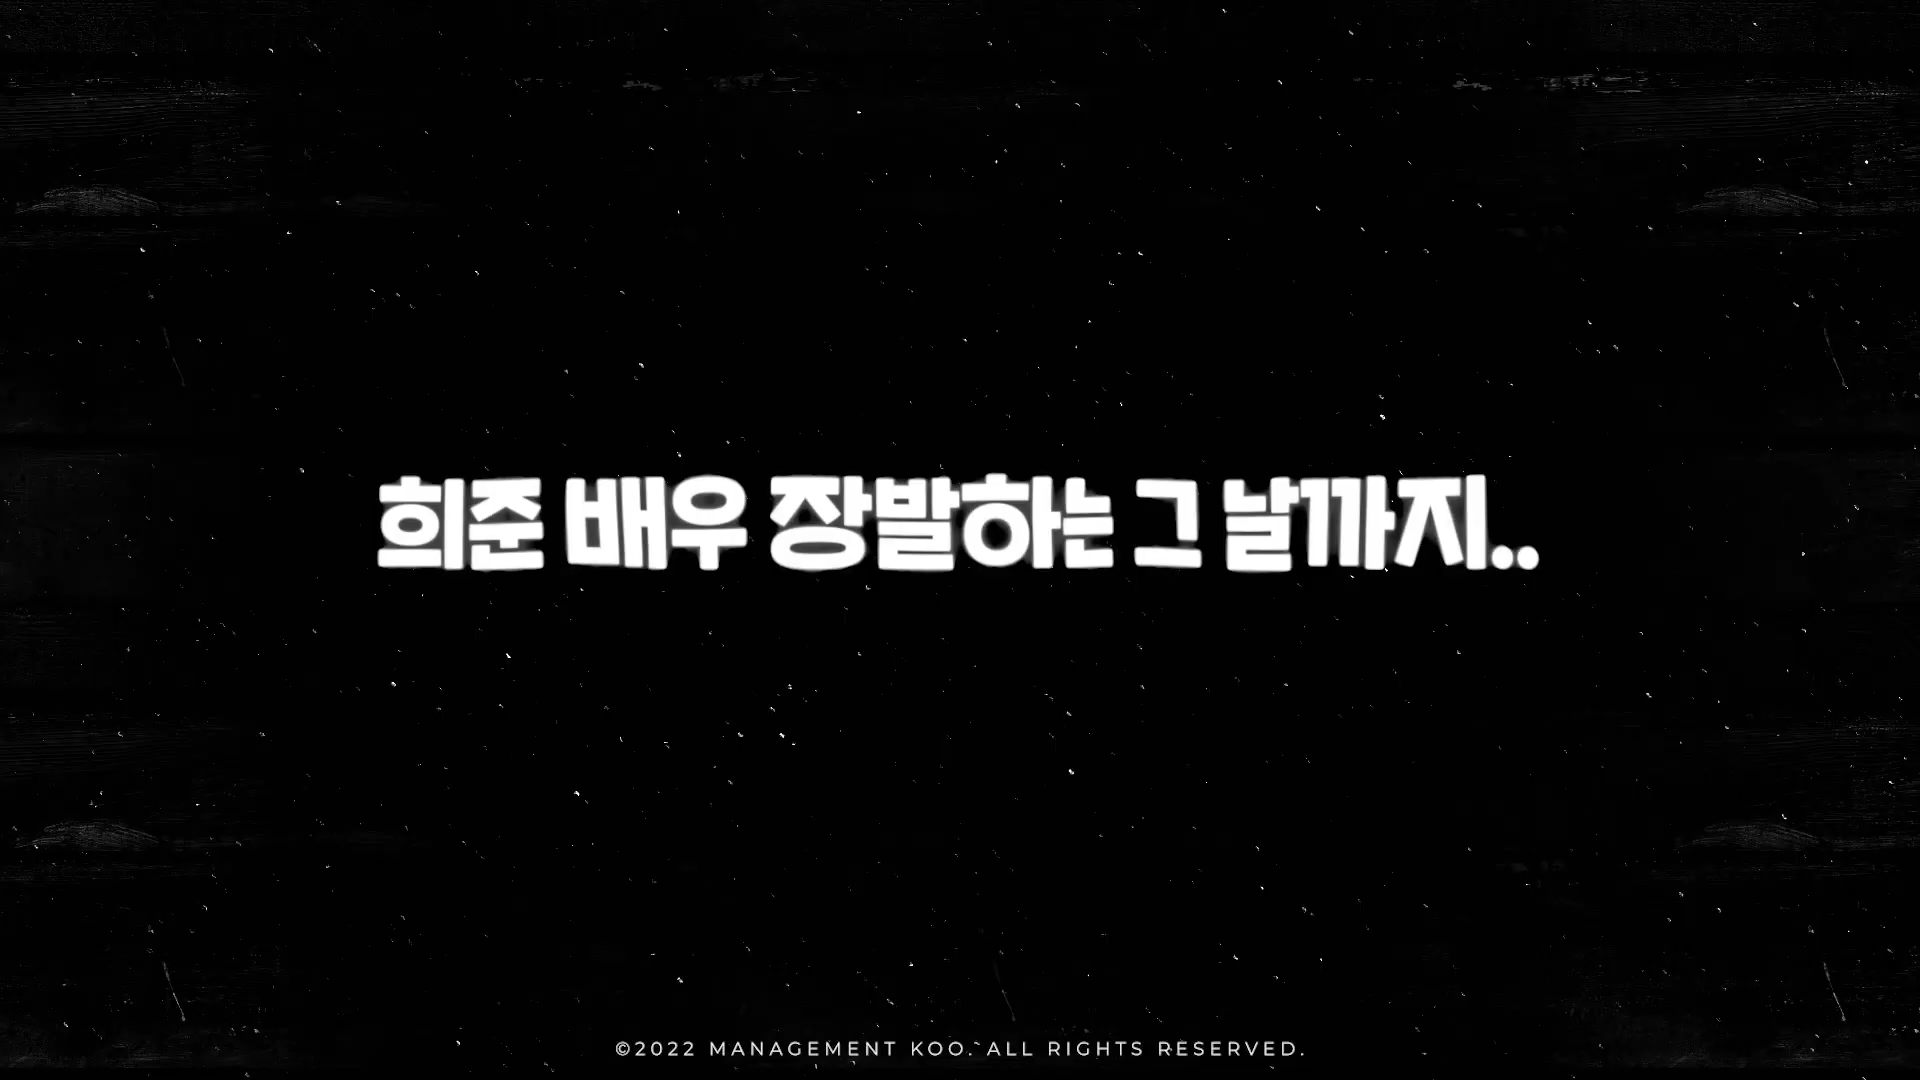 희준 배우 장발하는 그 날까지..
©2022 MANAGEMENT KOO. ALL RIGHTS RESERVED.